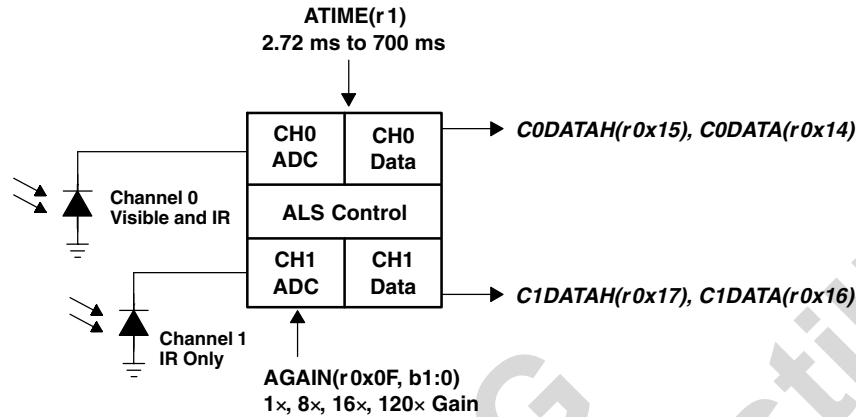 ATIME(r 1)
2.72 ms to 700 ms
CH0
ADC
CH0
Data
C0DATAH(r0x15), C0DATA(r0x14)
Channel 0
Visible and IR
ALS Control
CH1
ADC
CH1
Data
C1DATAH(r0x17), C1DATA(r0x16)
Channel 1
IR Only
AGAIN(r0x0F, b1:0)
1×, 8×, 16×, 120× Gain